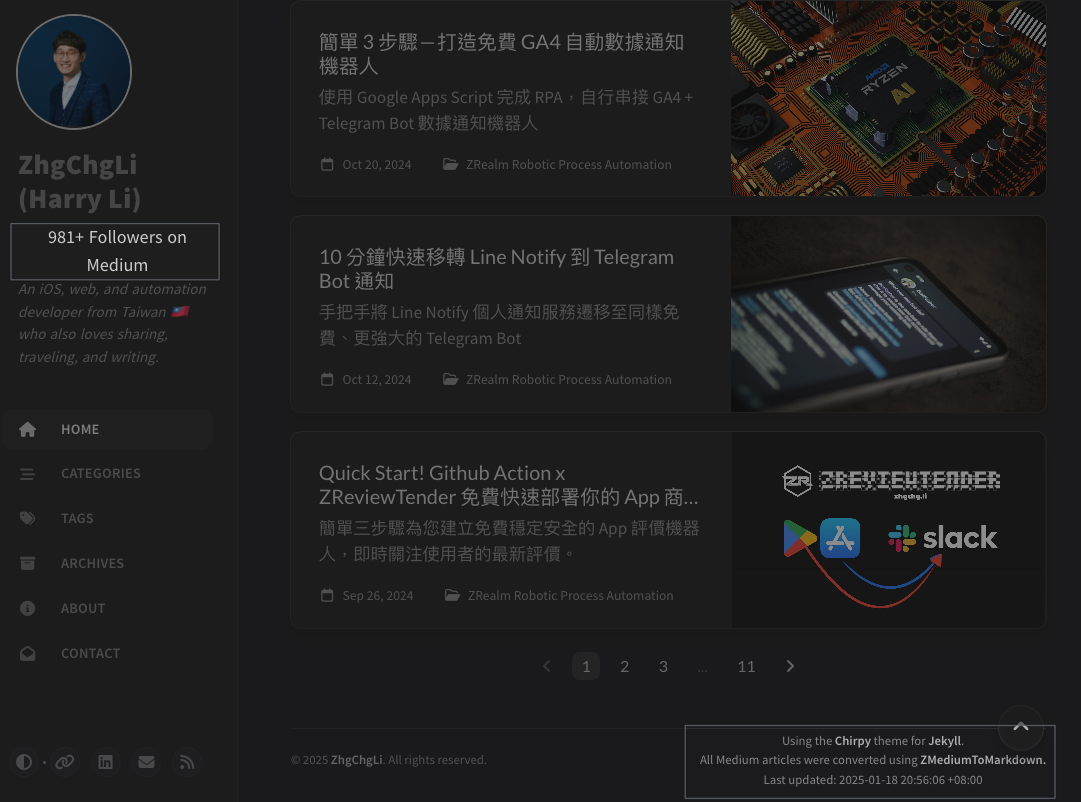 ZhgChgLi
(Harry Li)
981+ Followers on
Medium
An iOS, web, and automation
developer from Taiwan 🇹🇼
who also loves sharing,
traveling, and writing.
HOME
CATEGORIES
TAGS
ARCHIVES
ABOUT
CONTACT
簡單 3 步驟 — 打造免費 GA4 自動數據通知
機器人
使用 Google Apps Script 完成 RPA，自行串接 GA4 +
Telegram Bot 數據通知機器人
Oct 20, 2024 ZRealm Robotic Process Automation
AMD
RYZEN
AI
10 分鐘快速移轉 Line Notify 到 Telegram
Bot 通知
手把手將 Line Notify 個人通知服務遷移至同樣免
費、更強大的 Telegram Bot
Oct 12, 2024 ZRealm Robotic Process Automation
Quick Start! Github Action x
ZReviewTender 免費快速部署你的 App 商…
簡單三步驟為您建立免費穩定安全的 App 評價機器
人，即時關注使用者的最新評價。
Sep 26, 2024 ZRealm Robotic Process Automation
ZR ZREVIEWTENDER
zhgchg.li
slack
1 2 3 ... 11
© 2025 ZhgChgLi. All rights reserved.
Using the Chirpy theme for Jekyll.
All Medium articles were converted using ZMediumToMarkdown.
Last updated: 2025-01-18 20:56:06 +08:00